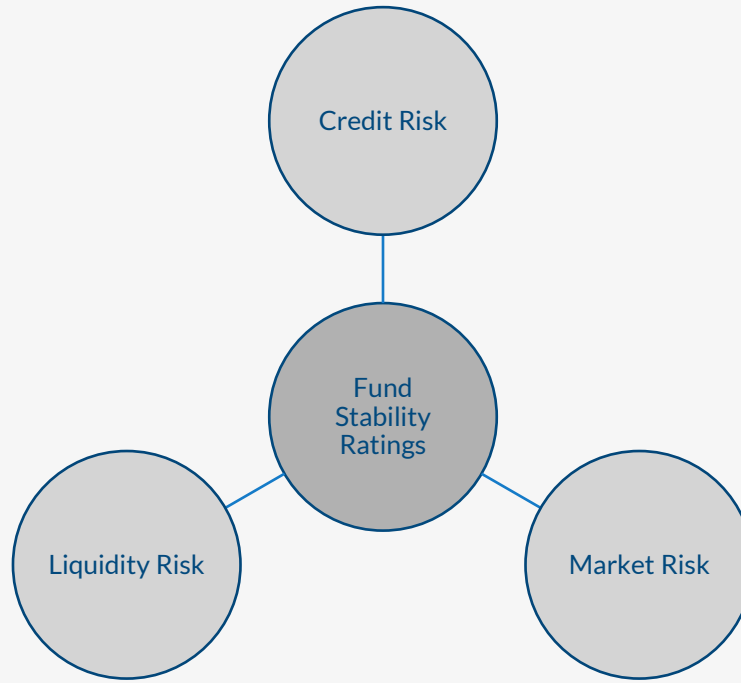 Credit Risk
Fund
Stability
Ratings
Liquidity Risk
Market Risk